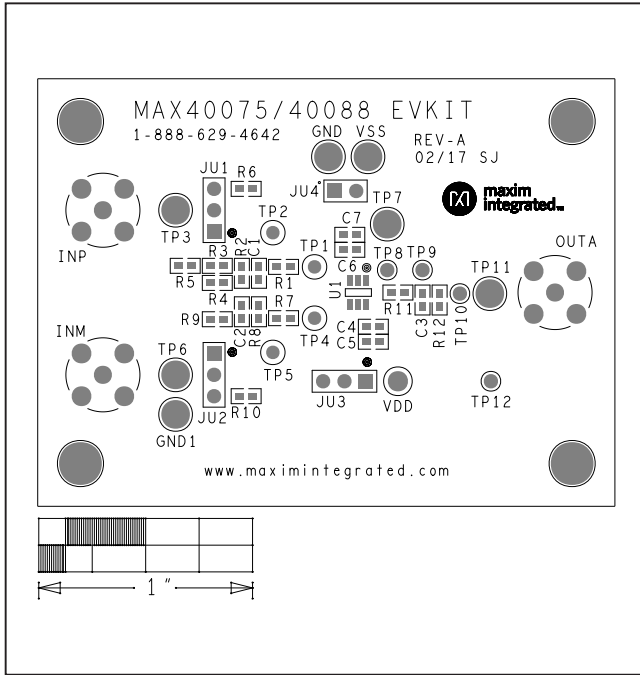 MAX40075/40088 EVKIT
1-888-629-4642
GND VSS
REV-A
02/17 SJ
maxim
integrated™
JU1
R6
JU4
TP3
TP2
TP7
C7
INP
R3
R2
C1
TP1
C6
TP8
TP9
OUTA
R5
R1
U1
TP11
R4
R7
R11
C3
R12
TP10
INM
R9
C2
R8
TP4
C4
C5
TP6
TP5
JU2
JU3
VDD
TP12
R10
GND1
www.maximintegrated.com
1"